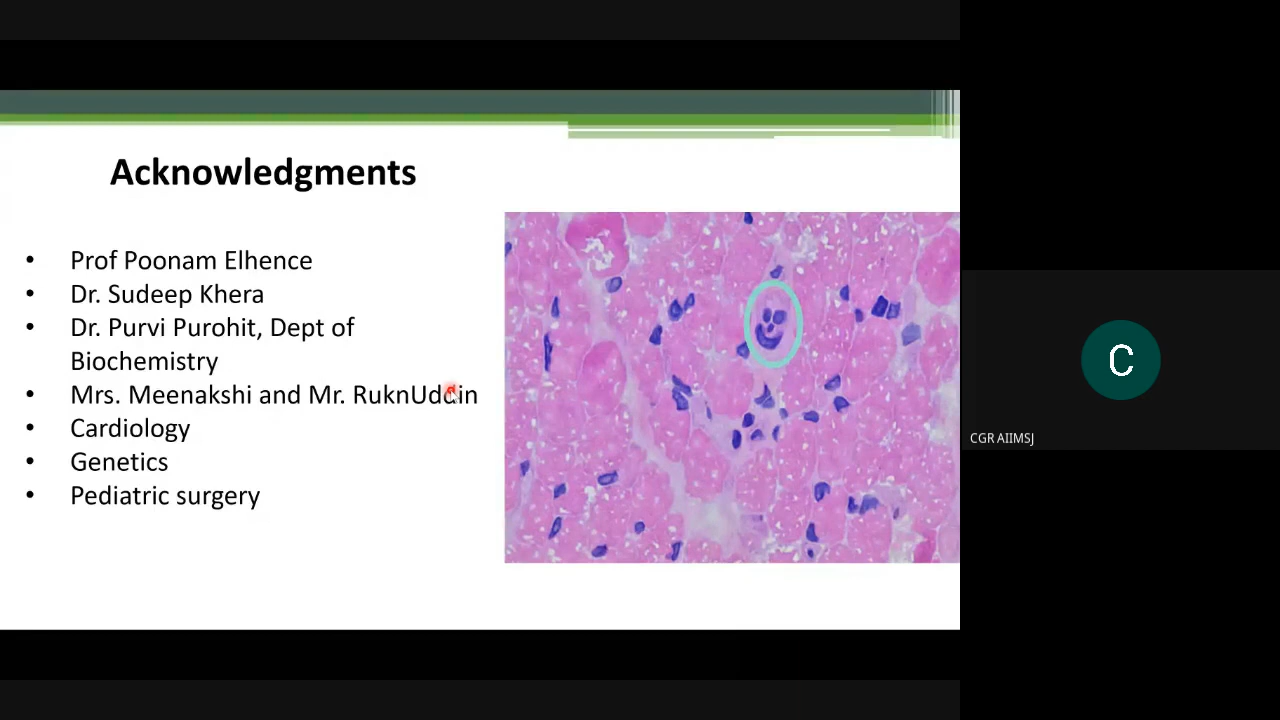 Acknowledgments
• Prof Poonam Elhence
• Dr. Sudeep Khera
• Dr. Purvi Purohit, Dept of
Biochemistry
• Mrs. Meenakshi and Mr. RuknUddin
• Cardiology
• Genetics
• Pediatric surgery
C
CGR AIIMSJ